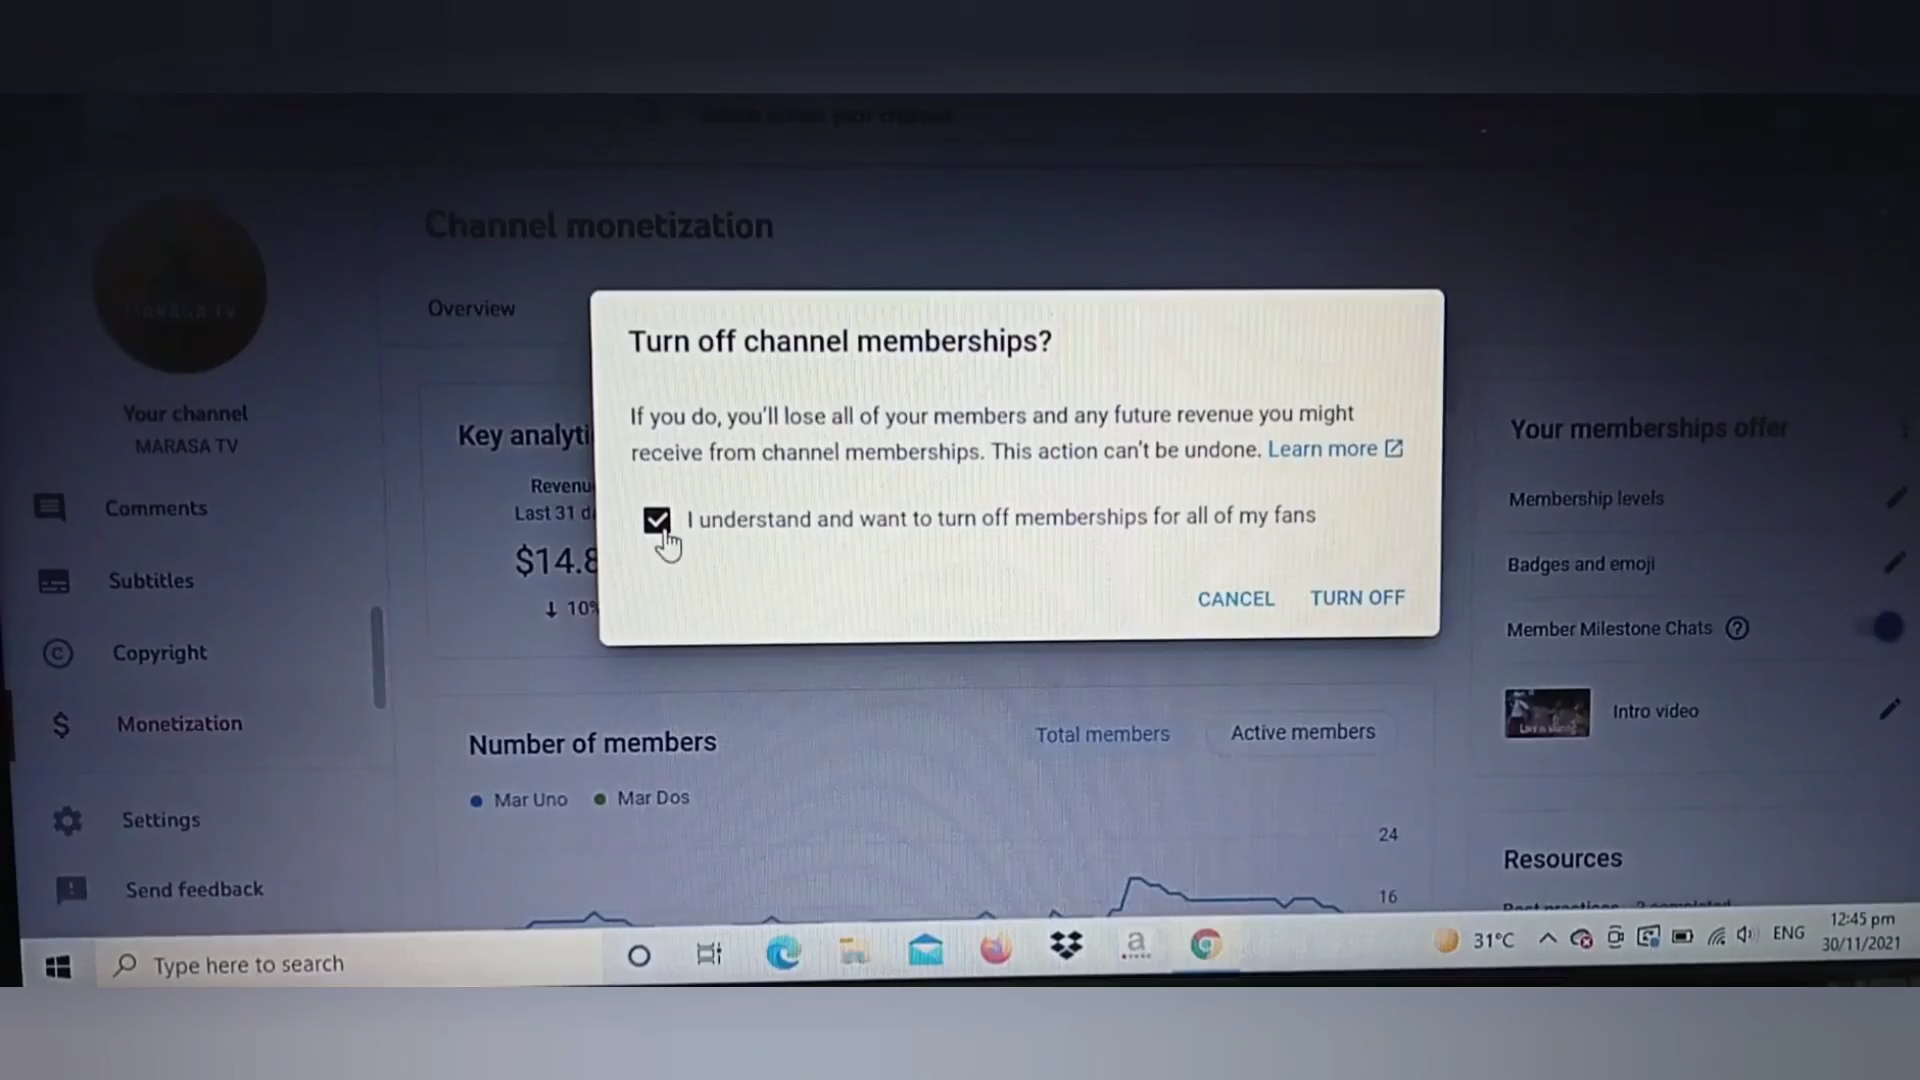 Channel monetization
MARASA TV
Overview
Turn off channel memberships?
If you do, you'll lose all of your members and any future revenue you might
receive from channel memberships. This action can't be undone. Learn more
I understand and want to turn off memberships for all of my fans
CANCEL TURN OFF
Your channel
MARASA TV
Comments
Subtitles
Copyright
Monetization
Settings
Send feedback
Key analyti
Revenu
Last 31 d
$14.8
↓ 10%
Number of members
Total members Active members
Mar Uno Mar Dos
24
16
Your memberships offer
Membership levels
Badges and emoji
Member Milestone Chats ?
Intro video
Resources
Type here to search
a
31°C
ENG
12:45 pm
30/11/2021